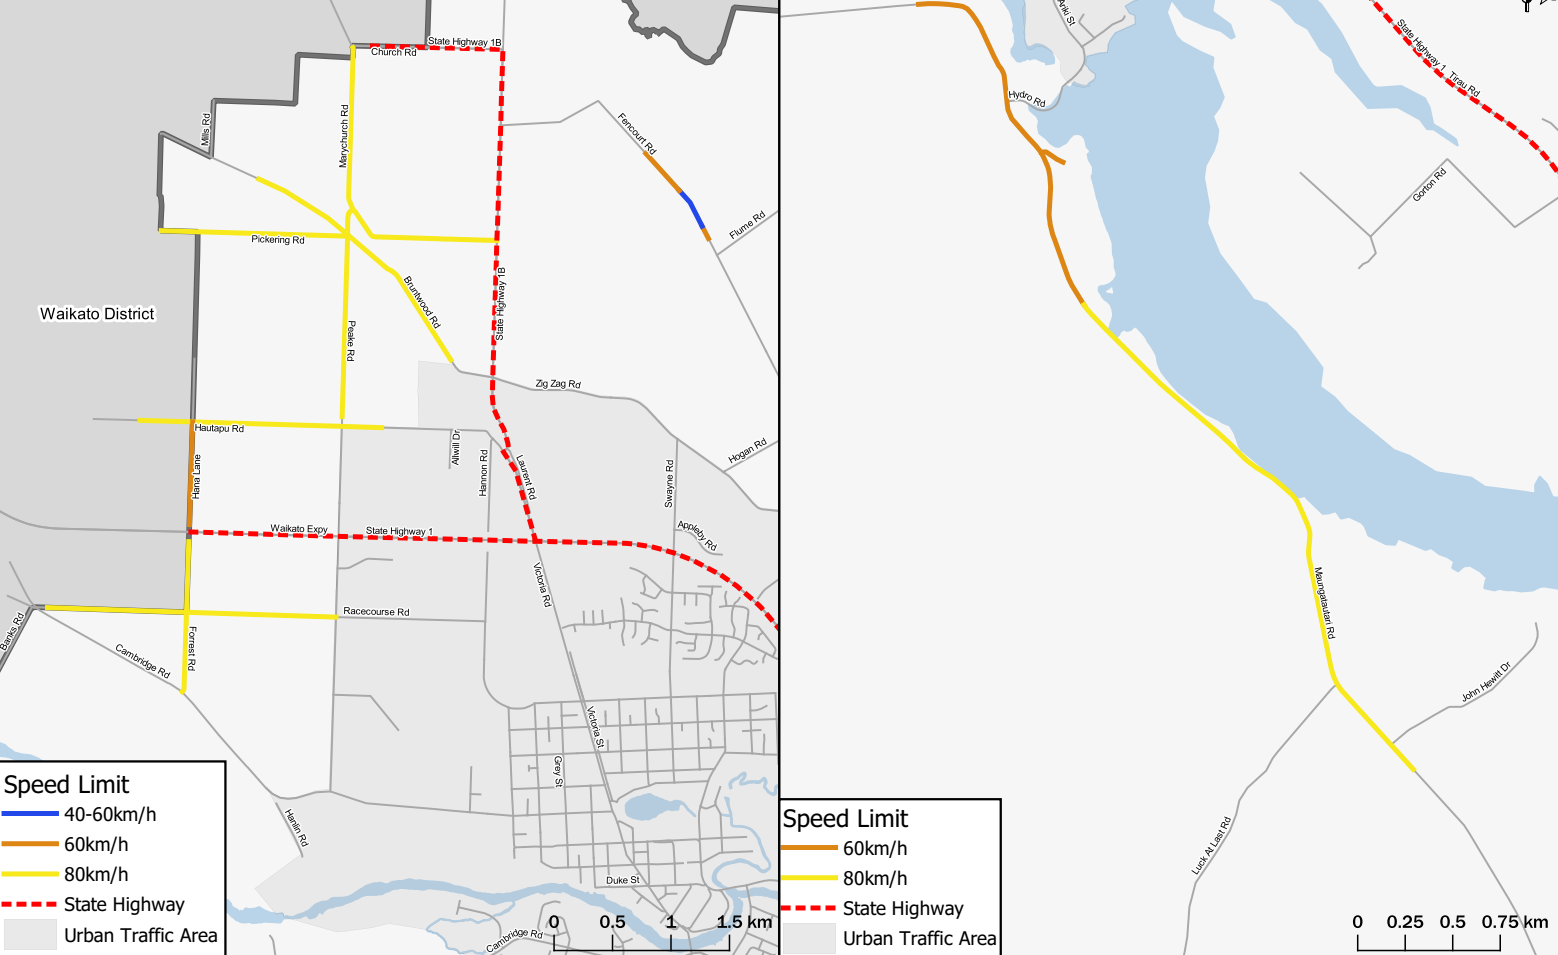 State Highway 1B
Church Rd
Mills Rd
Marychurch Rd
Fencourt Rd
Flume Rd
Pickering Rd
State Highway 1B
Bruntwood Rd
Waikato District
Peake Rd
Zig Zag Rd
Hautapu Rd
Allwill Dr
Hannon Rd
Laurent Rd
Hogan Rd
Swayne Rd
Hana Lane
Waikato Expy
State Highway 1
Appleby Rd
Victoria Rd
Racecourse Rd
Banks Rd
Forrest Rd
Cambridge Rd
Victoria St
Grey St
Hanlin Rd
Duke St
Cambridge Rd
Speed Limit
40-60km/h
60km/h
80km/h
State Highway
Urban Traffic Area
0 0.5 1 1.5 km
Ariki St
Hydro Rd
State Highway 1
Tirau Rd
Gorton Rd
Maungatautari Rd
John Hewitt Dr
Luck At Last Rd
Speed Limit
60km/h
80km/h
State Highway
Urban Traffic Area
0 0.25 0.5 0.75 km